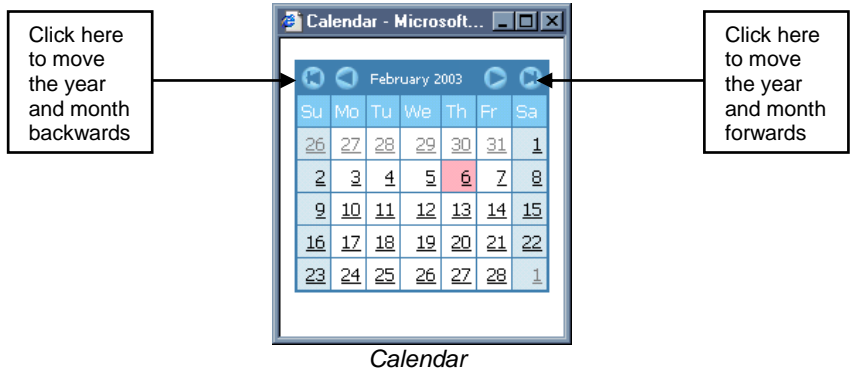 Calendar - Microsoft...
Click here
to move
the year
and month
backwards
Click here
to move
the year
and month
forwards
February 2003
Su Mo Tu We Th Fr Sa
26 27 28 29 30 31 1
2 3 4 5 6 7 8
9 10 11 12 13 14 15
16 17 18 19 20 21 22
23 24 25 26 27 28 1
Calendar